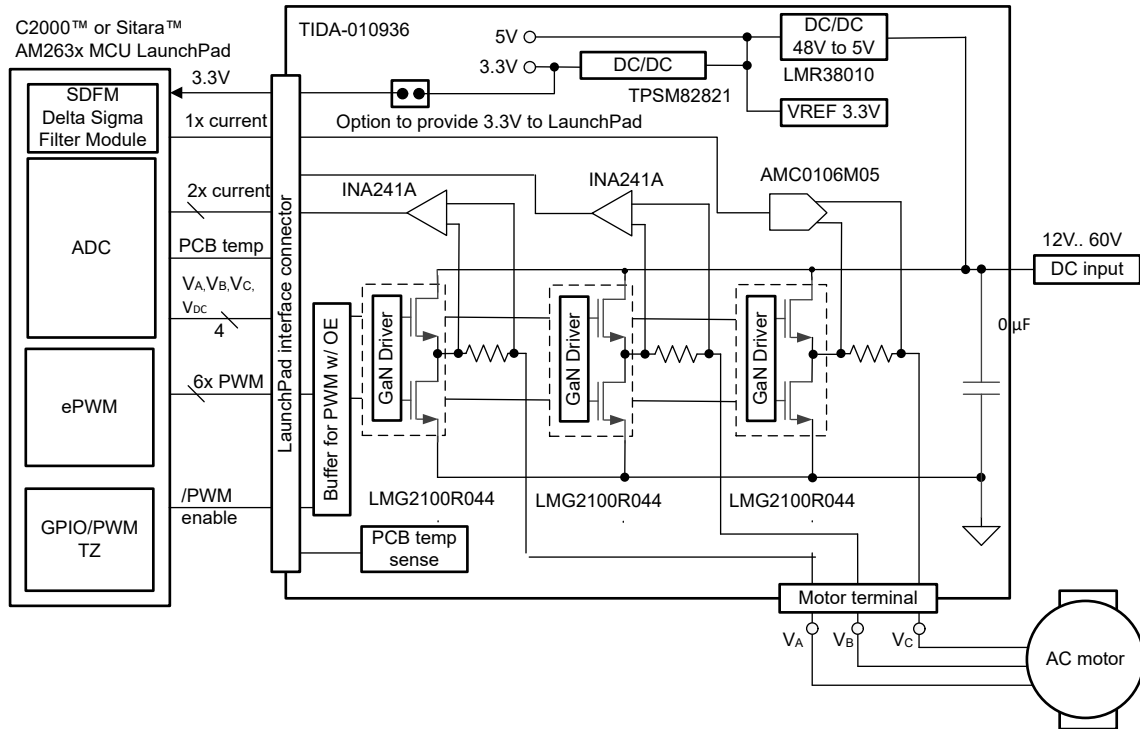 C2000™ or Sitara™
AM263x MCU LaunchPad
TIDA-010936
5V
3.3V
DC/DC
TPSM82821
DC/DC
48V to 5V
LMR38010
VREF 3.3V
3.3V
SDFM
Delta Sigma
Filter Module
1x current
Option to provide 3.3V to LaunchPad
INA241A
INA241A
AMC0106M05
2x current
ADC
PCB temp
VA,VB,VC,
VDC
4
12V.. 60V
DC input
0 µF
LaunchPad interface connector
Buffer for PWM w/ OE
GaN Driver
GaN Driver
GaN Driver
6x PWM
ePWM
LMG2100R044
LMG2100R044
LMG2100R044
/PWM
enable
GPIO/PWM
TZ
PCB temp
sense
Motor terminal
VA
VB
VC
AC motor